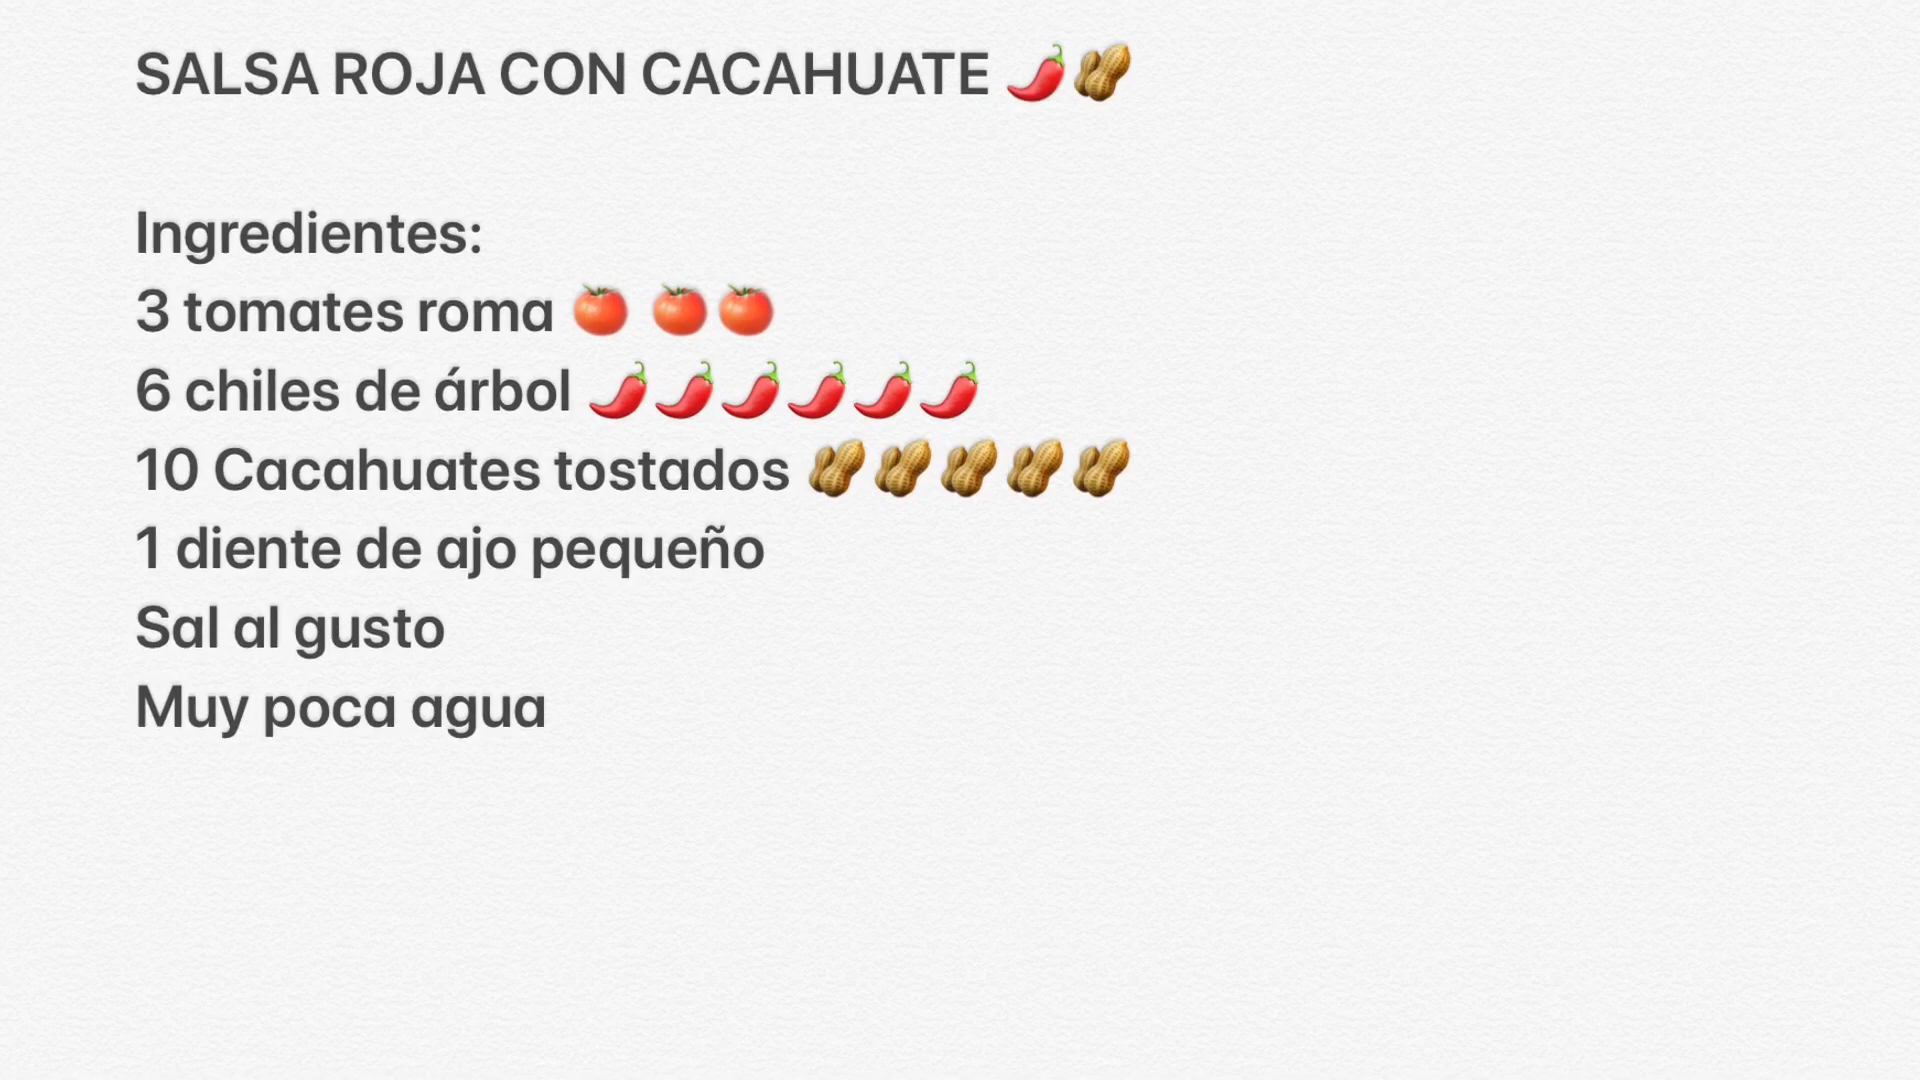 SALSA ROJA CON CACAHUATE 🌶️🥜
Ingredientes:
3 tomates roma 🍅 🍅🍅
6 chiles de árbol 🌶️🌶️🌶️🌶️🌶️🌶️
10 Cacahuates tostados 🥜🥜🥜🥜🥜
1 diente de ajo pequeño
Sal al gusto
Muy poca agua